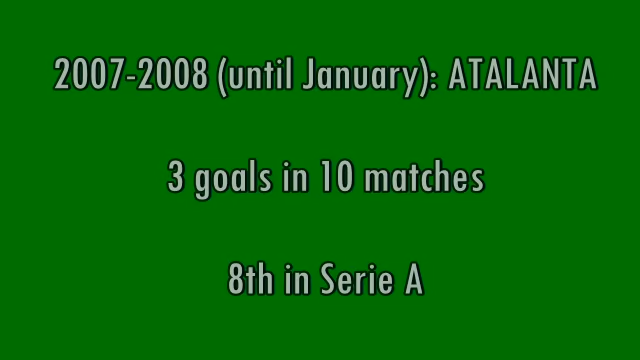 2007-2008 (until January): ATALANTA
3 goals in 10 matches
8th in Serie A